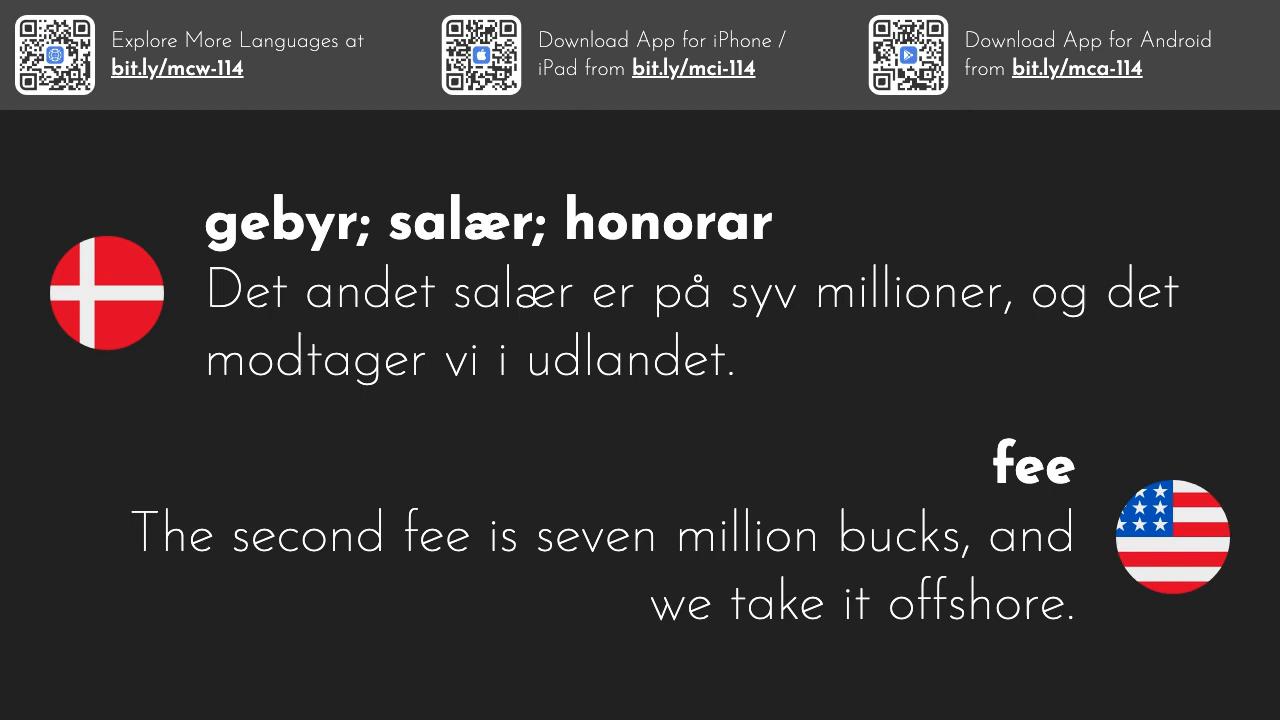 Explore More Languages at
bit.ly/mcw-114
Download App for iPhone /
iPad from bit.ly/mci-114
Download App for Android
from bit.ly/mca-114
gebyr; salær; honorar
Det andet salær er på syv millioner, og det
modtager vi i udlandet.
fee
The second fee is seven million bucks, and
we take it offshore.